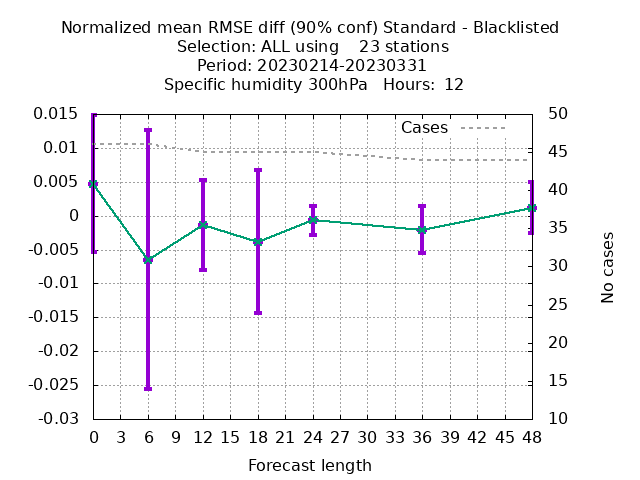 Normalized mean RMSE diff (90% conf) Standard - Blacklisted
Selection: ALL using    23 stations
Period: 20230214-20230331
Specific humidity 300hPa   Hours:  12
Cases
0.015
0.01
0.005
0
-0.005
-0.01
-0.015
-0.02
-0.025
-0.03
50
45
40
35
30
25
20
15
10
No cases
0 3 6 9 12 15 18 21 24 27 30 33 36 39 42 45 48
Forecast length